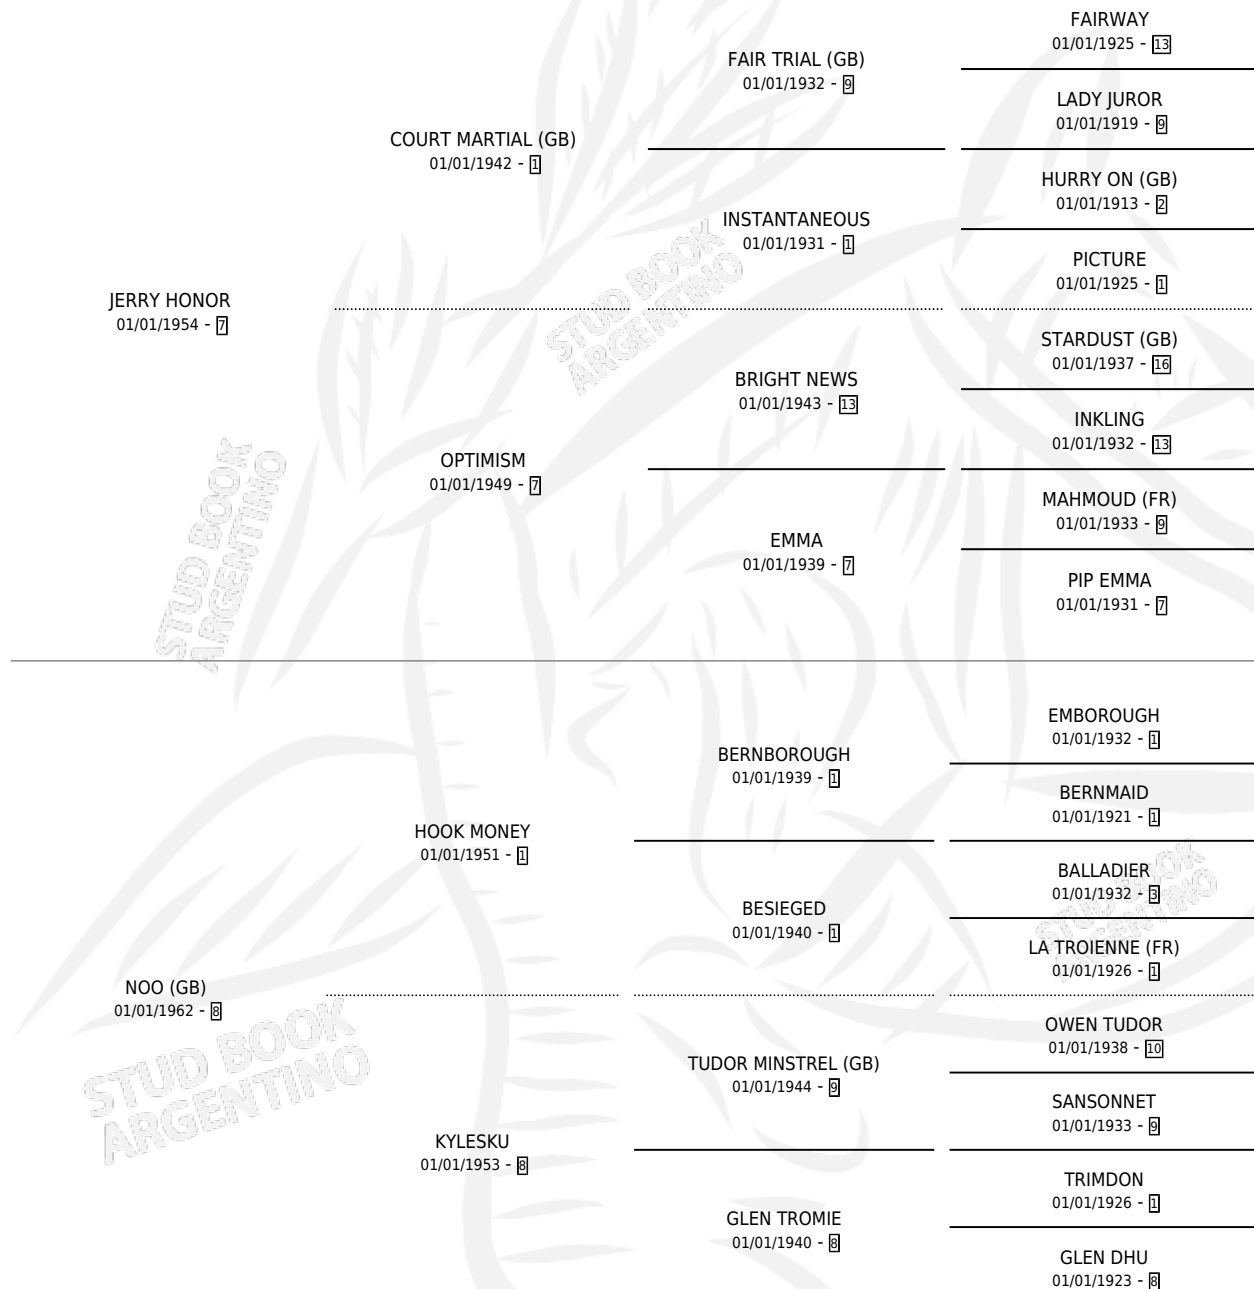 FAIRWAY
01/01/1925 - 13
FAIR TRIAL (GB)
01/01/1932 - 9
LADY JUROR
01/01/1919 - 9
COURT MARTIAL (GB)
01/01/1942 - 1
HURRY ON (GB)
01/01/1913 - 2
INSTANTANEOUS
01/01/1931 - 1
PICTURE
01/01/1925 - 1
JERRY HONOR
01/01/1954 - 7
STUD BOOK
ARGENTINO
STARDUST (GB)
01/01/1937 - 16
BRIGHT NEWS
01/01/1943 - 13
INKLING
01/01/1932 - 13
OPTIMISM
01/01/1949 - 7
MAHMOUD (FR)
01/01/1933 - 9
EMMA
01/01/1939 - 7
PIP EMMA
01/01/1931 - 7
STUD BOOK
ARGENTINO
EMBOROUGH
01/01/1932 - 1
BERNBOROUGH
01/01/1939 - 1
BERNMAID
01/01/1921 - 1
HOOK MONEY
01/01/1951 - 1
BALLADIER
01/01/1932 - 3
BESIEGED
01/01/1940 - 1
LA TROIENNE (FR)
01/01/1926 - 1
STUD BOOK
ARGENTINO
NOO (GB)
01/01/1962 - 8
STUD BOOK
ARGENTINO
OWEN TUDOR
01/01/1938 - 10
TUDOR MINSTREL (GB)
01/01/1944 - 9
SANSONNET
01/01/1933 - 9
KYLESKU
01/01/1953 - 8
TRIMDON
01/01/1926 - 1
GLEN TROMIE
01/01/1940 - 8
GLEN DHU
01/01/1923 - 8